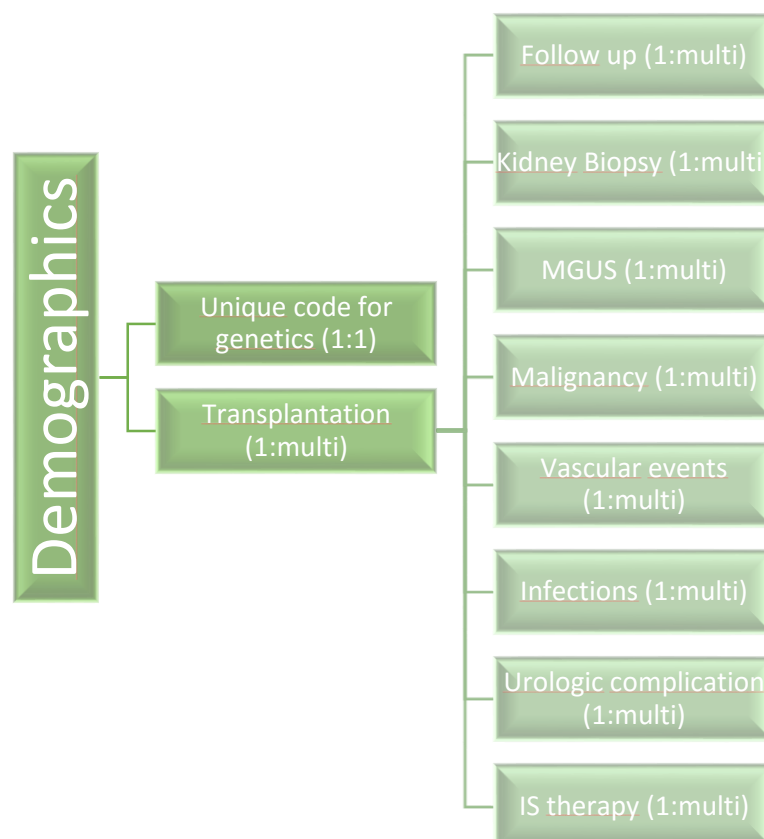 Demographics
Unique code for
genetics (1:1)
Transplantation
(1:multi)
Follow up (1:multi)
Kidney Biopsy (1:multi
MGUS (1:multi)
Malignancy (1:multi)
Vascular events
(1:multi)
Infections (1:multi)
Urologic complication
(1:multi)
IS therapy (1:multi)